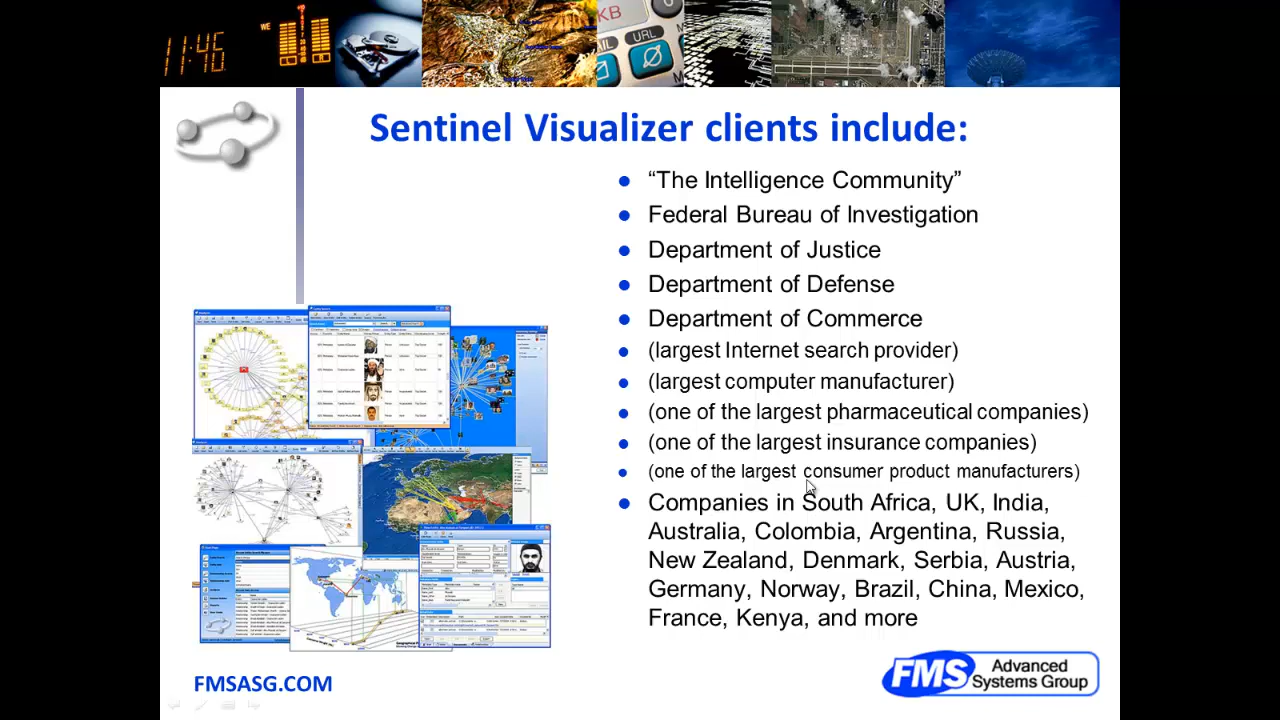 11:46
WE
KB
URL
Sentinel Visualizer clients include:
“The Intelligence Community”
Federal Bureau of Investigation
Department of Justice
Department of Defense
Department of Commerce
(largest Internet search provider)
(largest computer manufacturer)
(one of the largest pharmaceutical companies)
(one of the largest insurance companies)
(one of the largest consumer product manufacturers)
Companies in South Africa, UK, India,
Australia, Colombia, Argentina, Russia,
New Zealand, Denmark, Serbia, Austria,
Germany, Norway, Brazil, China, Mexico,
France, Kenya, and more
FMSASG.COM
FMS Advanced
Systems Group